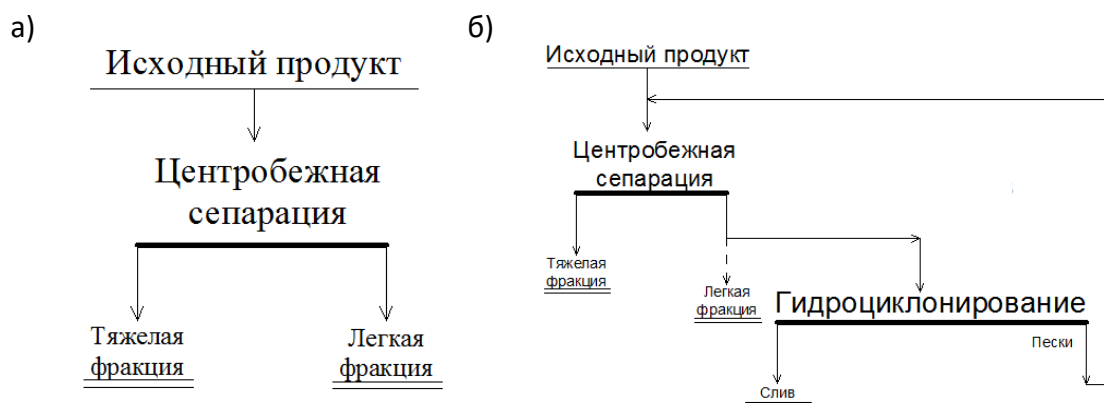 а)
Исходный продукт
Центробежная
сепарация
Тяжелая
фракция
Легкая
фракция
б)
Исходный продукт
Центробежная
сепарация
Тяжелая
фракция
Легкая
фракция
Гидроциклонирование
Пески
Слив